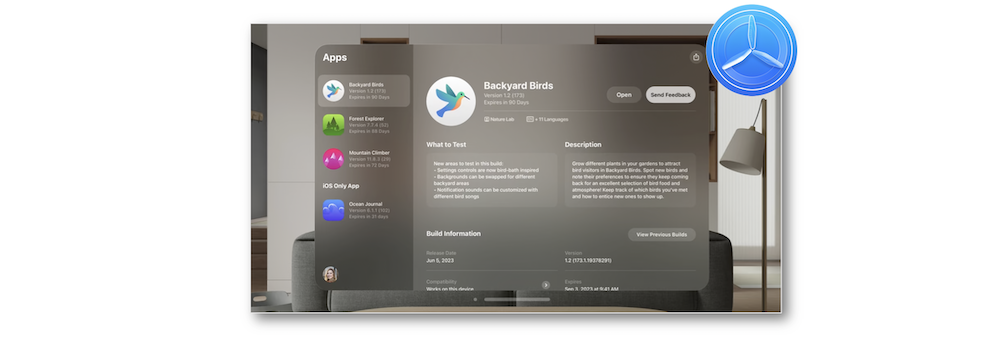 Apps
Backyard Birds
Version 1.2 (173)
Expires in 90 Days
Forest Explorer
Version 7.7.4 (92)
Expires in 69 Days
Mountain Climber
Version 11.8.3 (29)
Expires in 72 Days
iOS Only App
Ocean Journal
Version 6.1.1 (103)
Expires in 31 days
Backyard Birds
Version 1.2 (173)
Expires in 90 Days
Open
Send Feedback
Nature Lab
+ 11 Languages
What to Test
New areas to test in this build:
- Settings controls are now bird-bath inspired
- Backgrounds can be swapped for different
backyard areas
- Notification sounds can be customized with
different bird songs
Description
Grow different plants in your gardens to attract
bird visitors in Backyard Birds. Spot new birds and
note their preferences to ensure they keep coming
back for an excellent selection of bird food and
atmosphere! Keep track of which birds you've met
and how to entice new ones to show up.
Build Information
View Previous Builds
Release Date
Jun 5, 2023
Version
1.2 (173.1.19376291)
Compatibility
Works on this device
Expires
Sep 3, 2023 at 9:41 AM